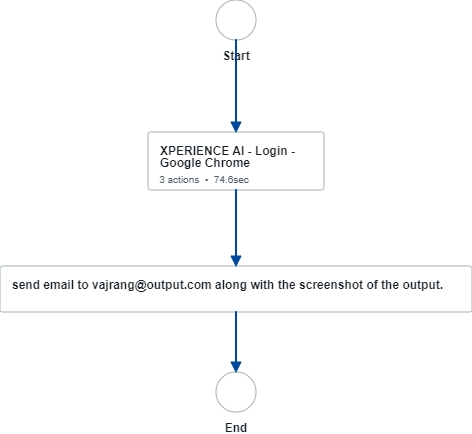 Start
XPERIENCE AI - Login -
Google Chrome
3 actions • 74.6sec
send email to vajrang@output.com along with the screenshot of the output.
End